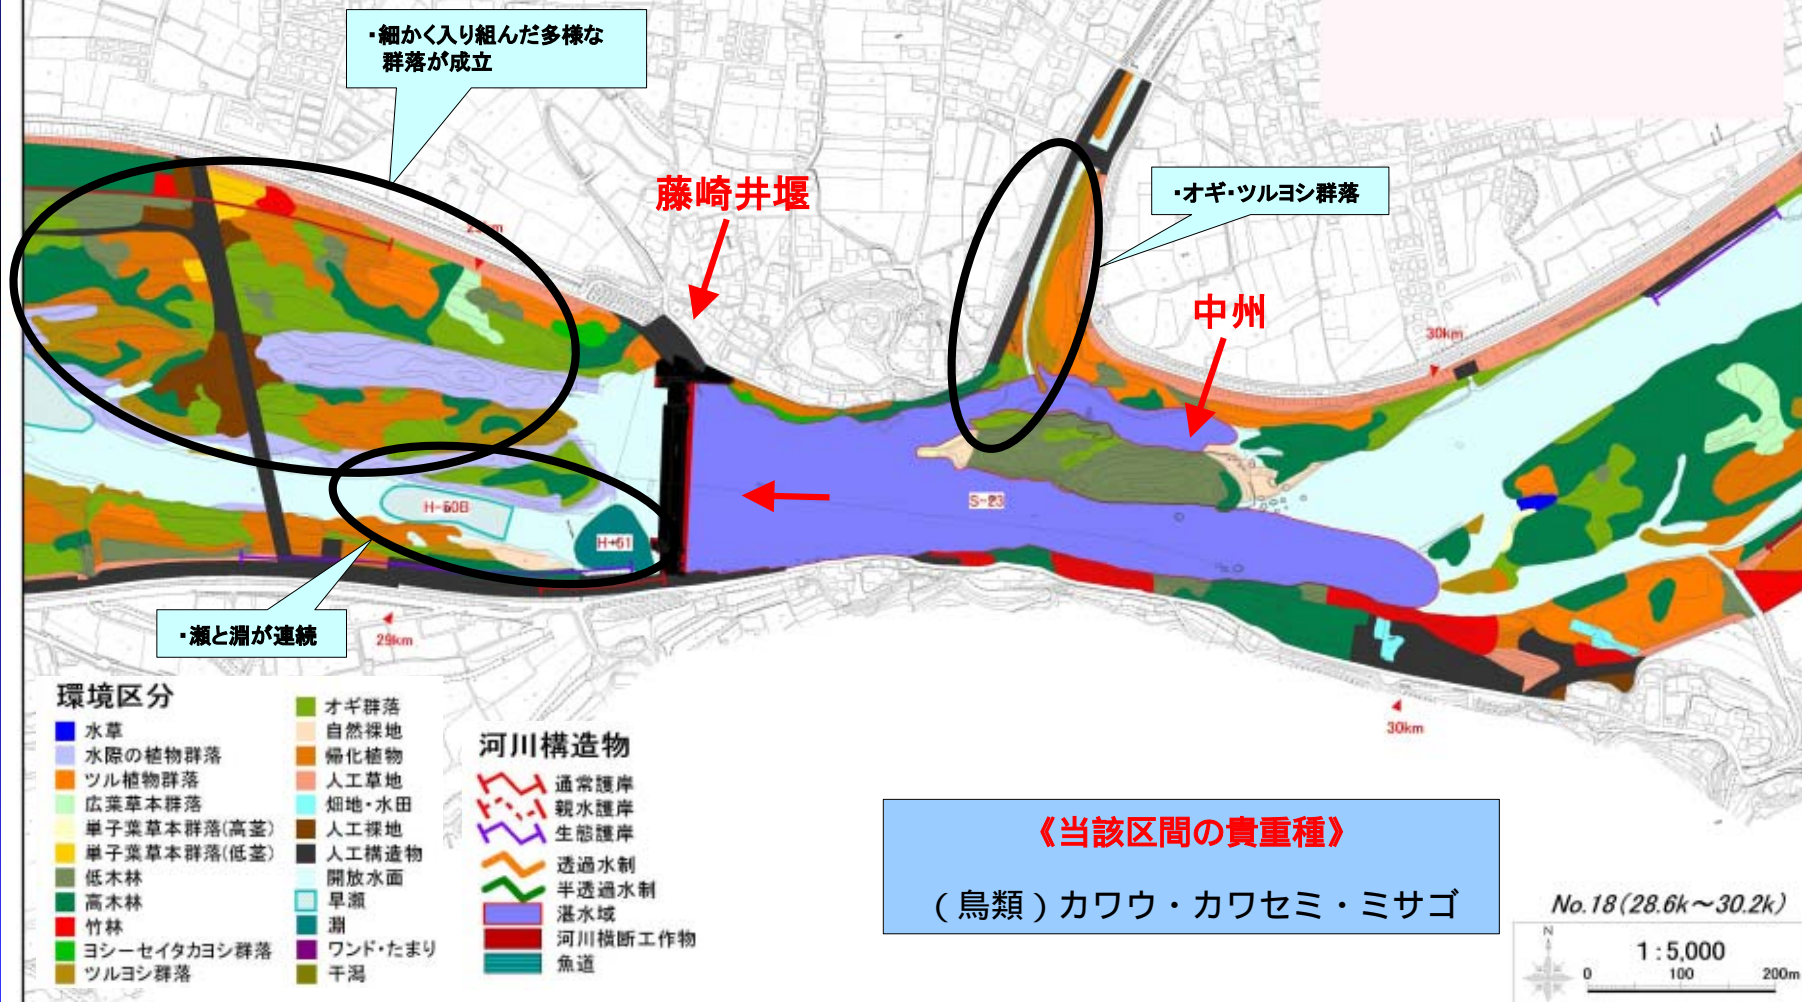 ・細かく入り組んだ多様な
群落が成立
藤崎井堰
・オギ・ツルヨシ群落
中州
30km
H-50B
S-23
H-61
・瀬と淵が連続
29km
30km
環境区分
水草
水際の植物群落
ツル植物群落
広葉草本群落
単子葉草本群落(高茎)
単子葉草本群落(低茎)
低木林
高木林
竹林
ヨシーセイタカヨシ群落
ツルヨシ群落
オギ群落
自然裸地
帰化植物
人工草地
畑地・水田
人工裸地
人工構造物
開放水面
早瀬
淵
ワンド・たまり
干潟
河川構造物
通常護岸
親水護岸
生態護岸
透過水制
半透過水制
湛水域
河川横断工作物
魚道
《当該区間の貴重種》
（鳥類）カワウ・カワセミ・ミサゴ
No.18(28.6k～30.2k)
N
1:5,000
0 100 200m